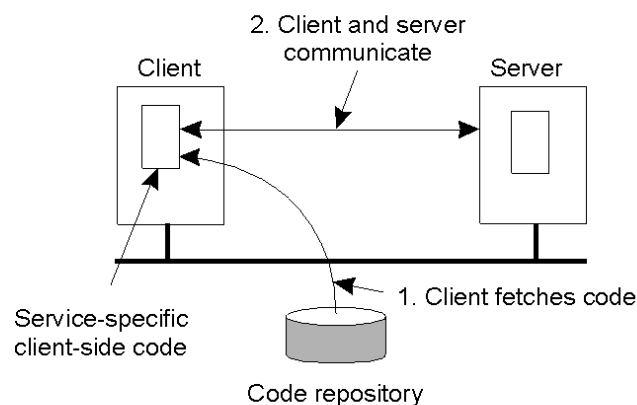 2. Client and server
communicate
Client
Server
1. Client fetches code
Service-specific
client-side code
Code repository